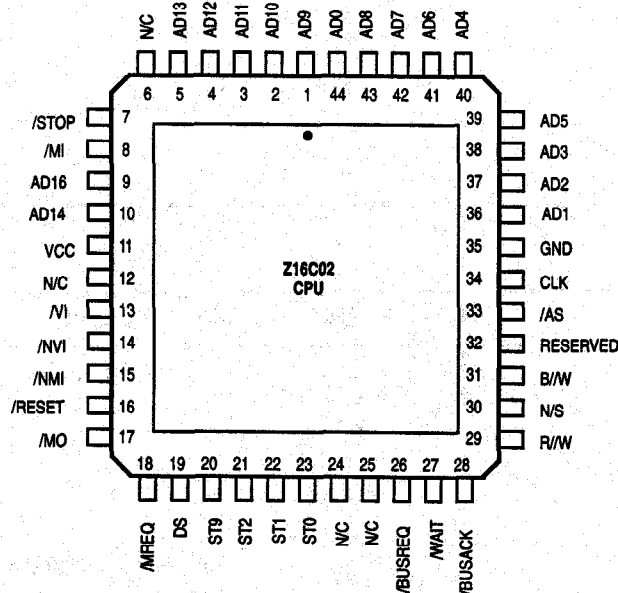 N/C AD13 AD12 AD11 AD10 AD9 AD0 AD8 AD7 AD6 AD4
6 5 4 3 2 1 44 43 42 41 40
/STOP 7 39 AD5
/MI 8 38 AD3
AD16 9 37 AD2
AD14 10 36 AD1
VCC 11 35 GND
N/C 12 34 CLK
/VI 13 33 /AS
/NVI 14 32 RESERVED
/NMI 15 31 B//W
/RESET 16 30 N/S
/MO 17 29 R//W
Z16C02
CPU
18 19 20 21 22 23 24 25 26 27 28
/MREQ DS ST9 ST2 ST1 ST0 N/C N/C /BUSREQ /WAIT /BUSACK